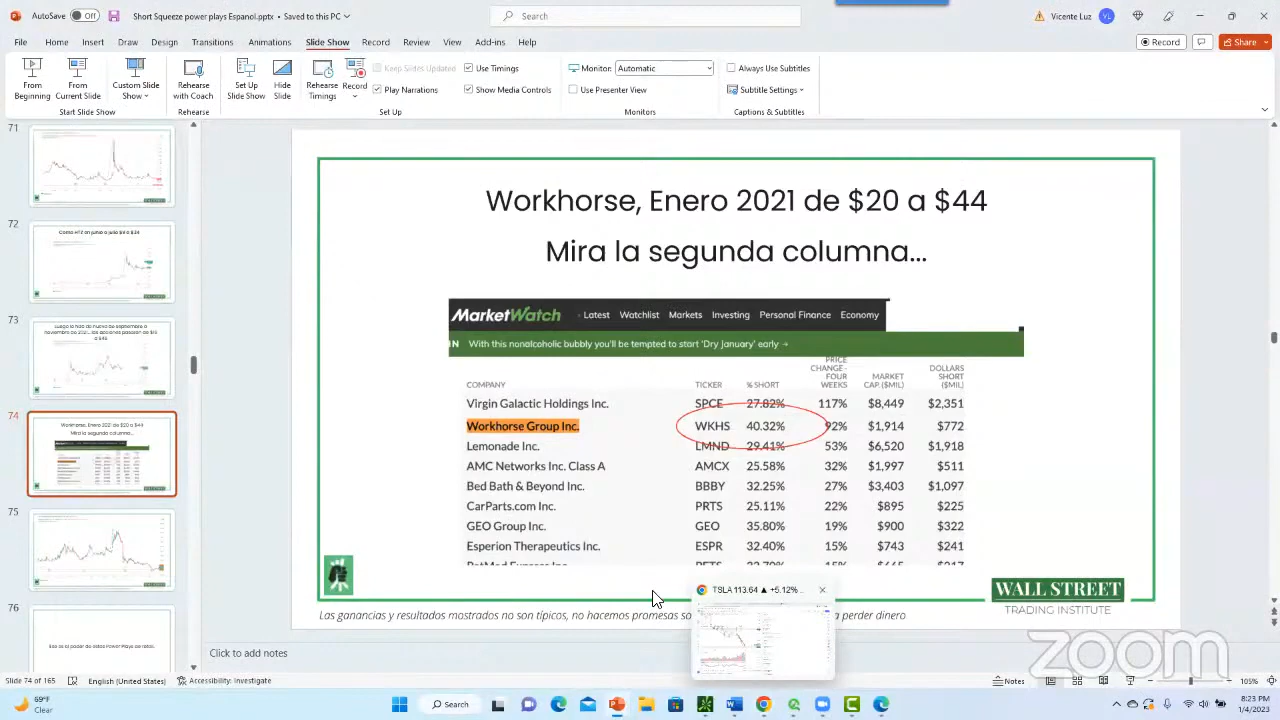 AutoSave Off Short Squeeze power plays Espanol.pptx • Saved to this PC Search Vicente Luz VL
File Home Insert Draw Design Transitions Animations Slide Show Record Review View Add-ins Help Record Share
From Beginning
From Current Slide
Custom Slide Show
Start Slide Show
Rehearse with Coach
Rehearse
Set Up Slide Show
Hide Slide
Rehearse Timings
Record
Keep Slides Updated
Play Narrations
Use Timings
Show Media Controls
Set Up
Monitor: Automatic
Use Presenter View
Monitors
Always Use Subtitles
Subtitle Settings
Captions & Subtitles
71
72
73
74
75
76
Workhorse, Enero 2021 de $20 a $44
Mira la segunda columna...
MarketWatch Latest Watchlist Markets Investing Personal Finance Economy
IN With this nonalcoholic bubbly you'll be tempted to start 'Dry January' early →
COMPANY TICKER % SHORT PRICE CHANGE - FOUR WEEKS MARKET CAP. ($MIL) DOLLARS SHORT ($MIL)
Virgin Galactic Holdings Inc. SPCE 27.82% 117% $8,449 $2,351
Workhorse Group Inc. WKHS 40.32% 2% $1,914 $772
Lemonade Inc. LMND 29.41% 53% $6,520 $1,918
AMC Networks Inc. Class A AMCX 25.58% 32% $1,997 $511
Bed Bath & Beyond Inc. BBBY 32.25% 27% $3,403 $1,097
CarParts.com Inc. PRTS 25.11% 22% $895 $225
GEO Group Inc. GEO 35.80% 19% $900 $322
Esperion Therapeutics Inc. ESPR 32.40% 15% $743 $241
TSLA 113.64 ▲ +5.12%
WALL STREET
TRADING INSTITUTE
Las ganancias y resultados mostrados no son típicos, no hacemos promesas perder dinero
zoom
Click to add notes
English (United States) Accessibility: Investigate Notes 105%
Clear
Search
1/4/2023